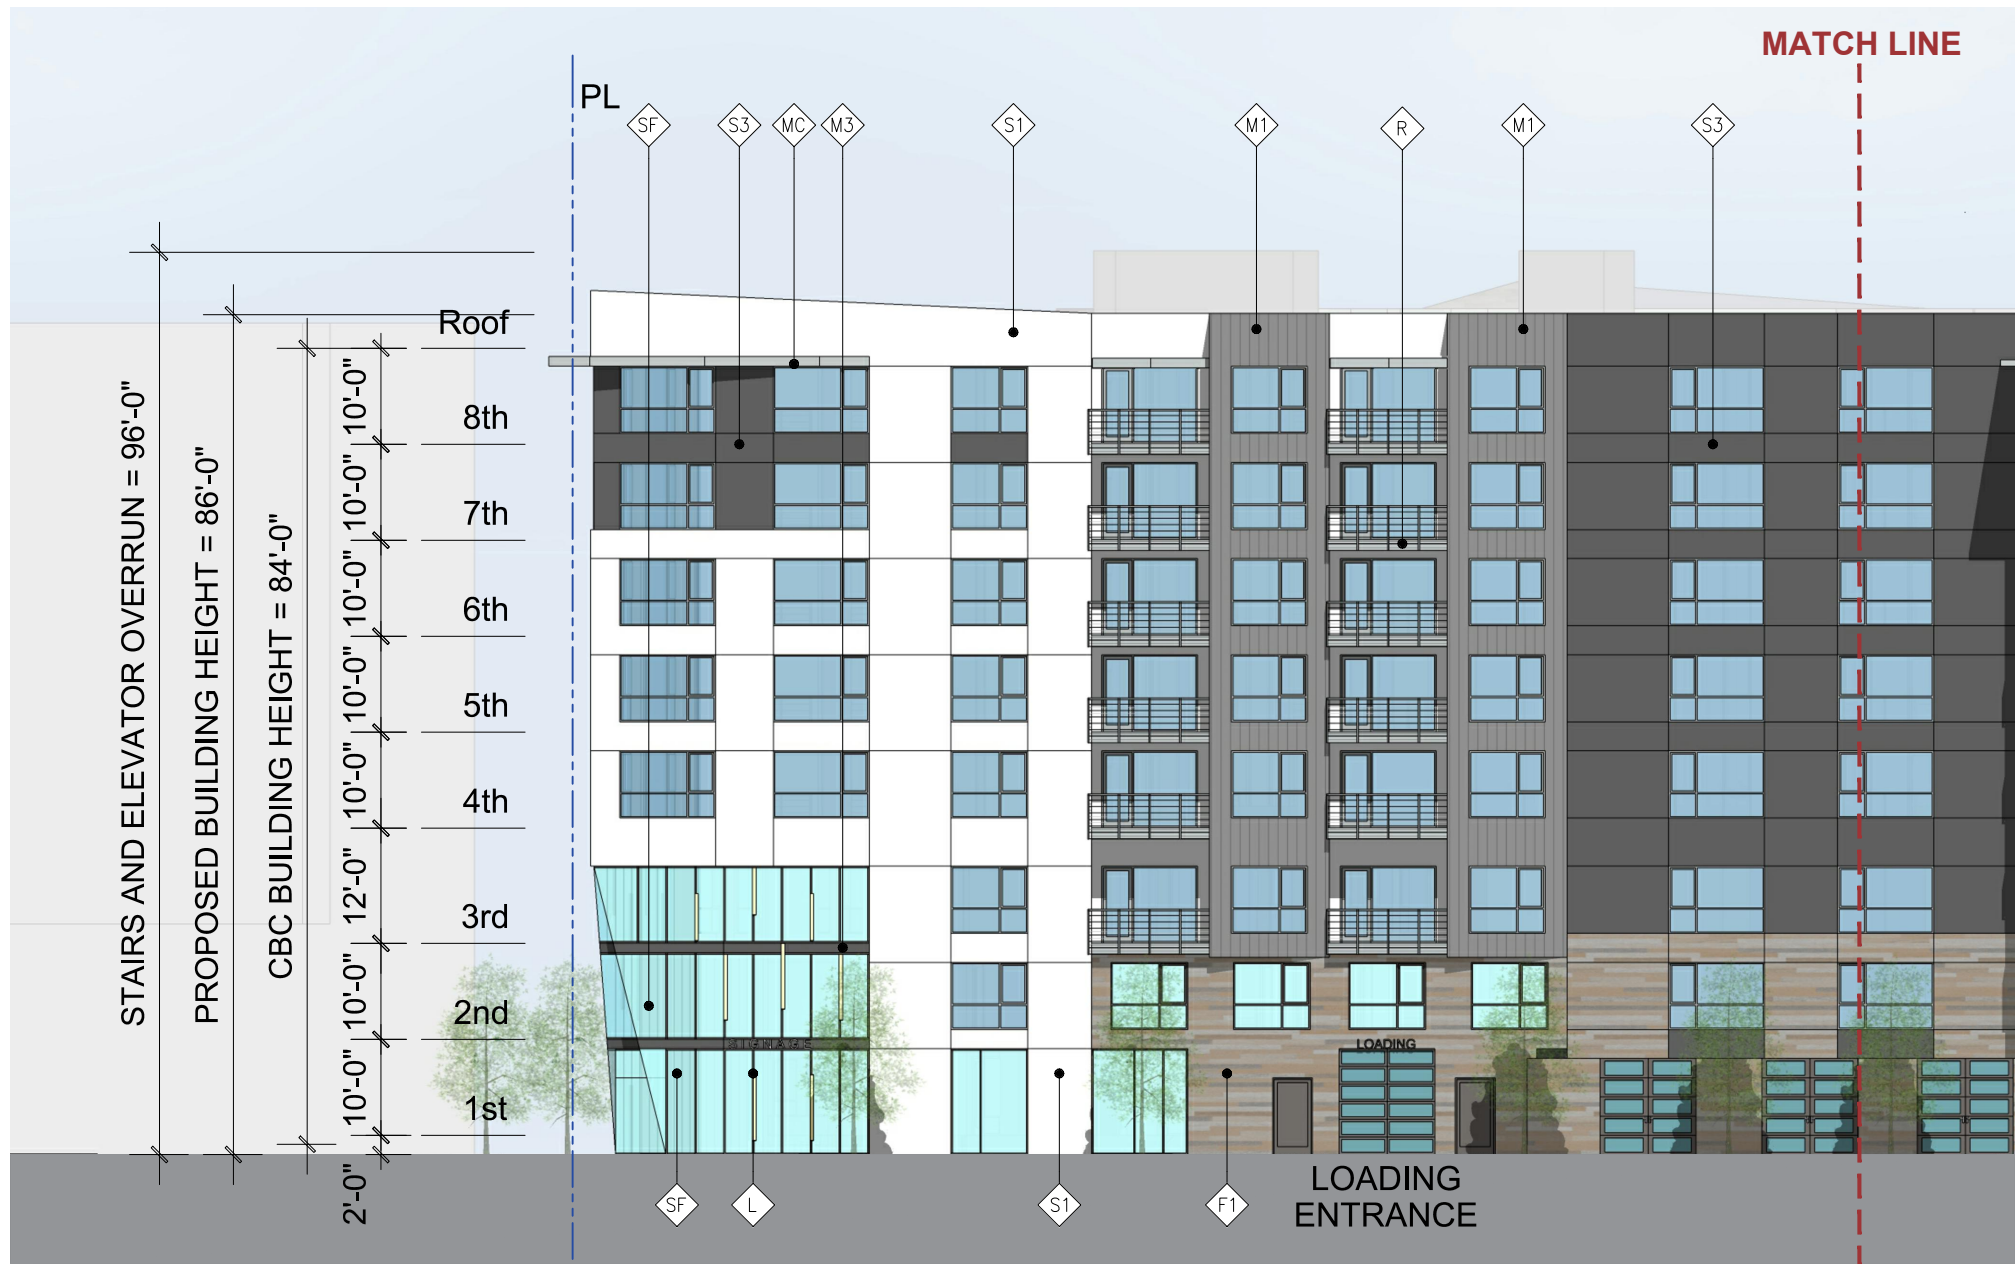 MATCH LINE
PL
SF
S3
MC
M3
S1
M1
R
M1
S3
STAIRS AND ELEVATOR OVERRUN = 96'-0"
PROPOSED BUILDING HEIGHT = 86'-0"
CBC BUILDING HEIGHT = 84'-0"
Roof
10'-0"
8th
10'-0"
7th
10'-0"
6th
10'-0"
5th
10'-0"
4th
12'-0"
3rd
10'-0"
2nd
10'-0"
1st
2'-0"
SIGNAGE
LOADING
SF
L
S1
F1
LOADING
ENTRANCE